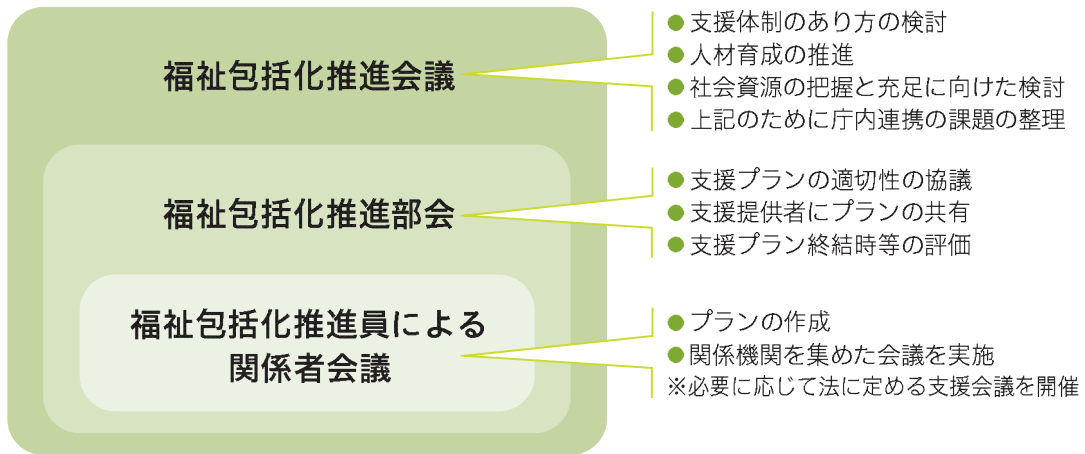 福祉包括化推進会議
●支援体制のあり方の検討
●人材育成の推進
●社会資源の把握と充足に向けた検討
●上記のために庁内連携の課題の整理
福祉包括化推進部会
●支援プランの適切性の協議
●支援提供者にプランの共有
●支援プラン終結時等の評価
福祉包括化推進員による
関係者会議
●プランの作成
●関係機関を集めた会議を実施
※必要に応じて法に定める支援会議を開催